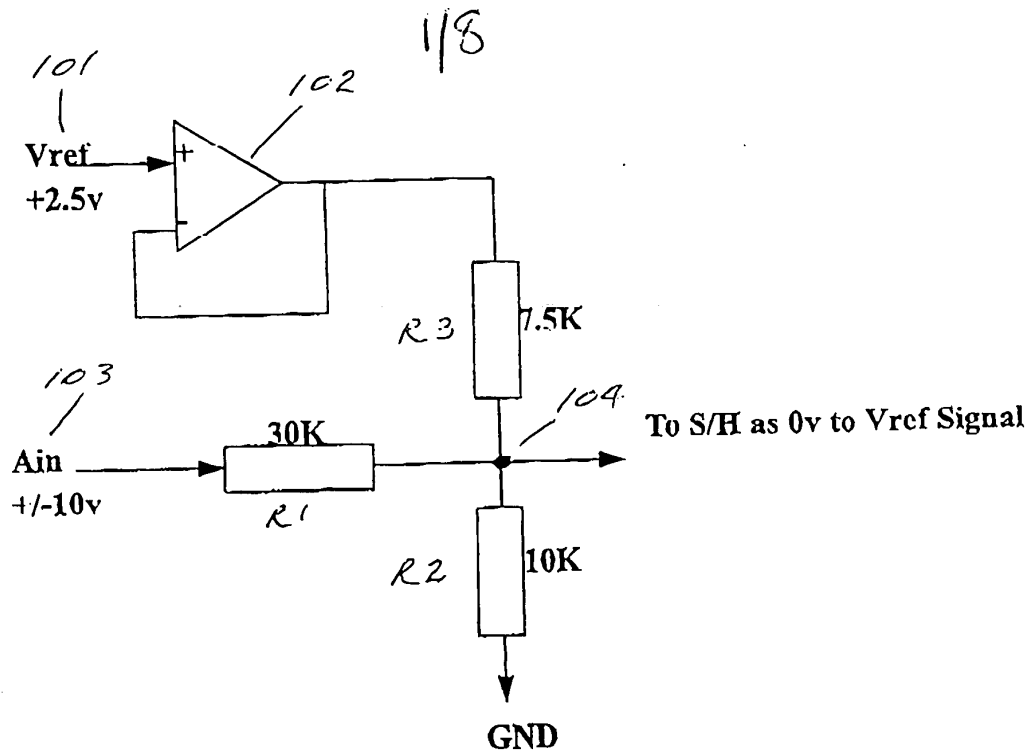 1/8
101
102
Vref
+
+2.5v
-
R3
7.5K
103
104
To S/H as 0v to Vref Signal
30K
Ain
+/-10v
R1
R2
10K
GND